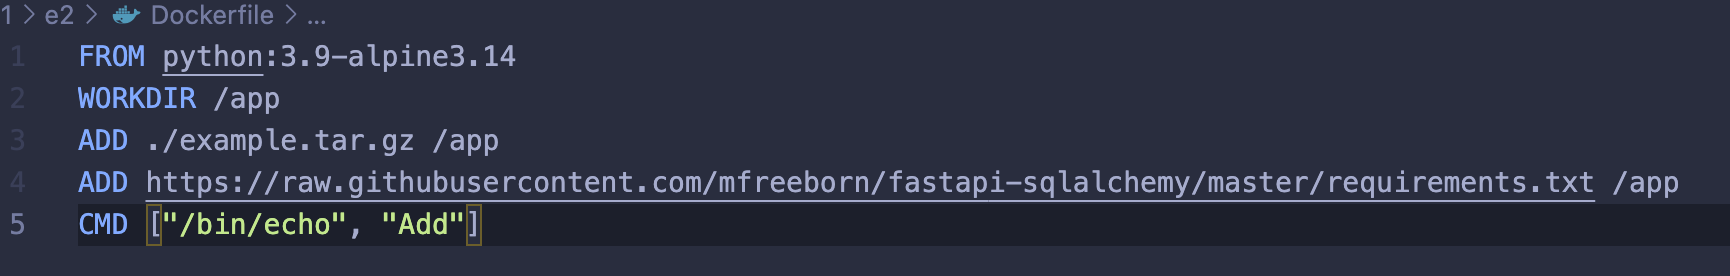 1 > e2 > Dockerfile > ...
1 FROM python:3.9-alpine3.14
2 WORKDIR /app
3 ADD ./example.tar.gz /app
4 ADD https://raw.githubusercontent.com/mfreeborn/fastapi-sqlalchemy/master/requirements.txt /app
5 CMD ["/bin/echo", "Add"]